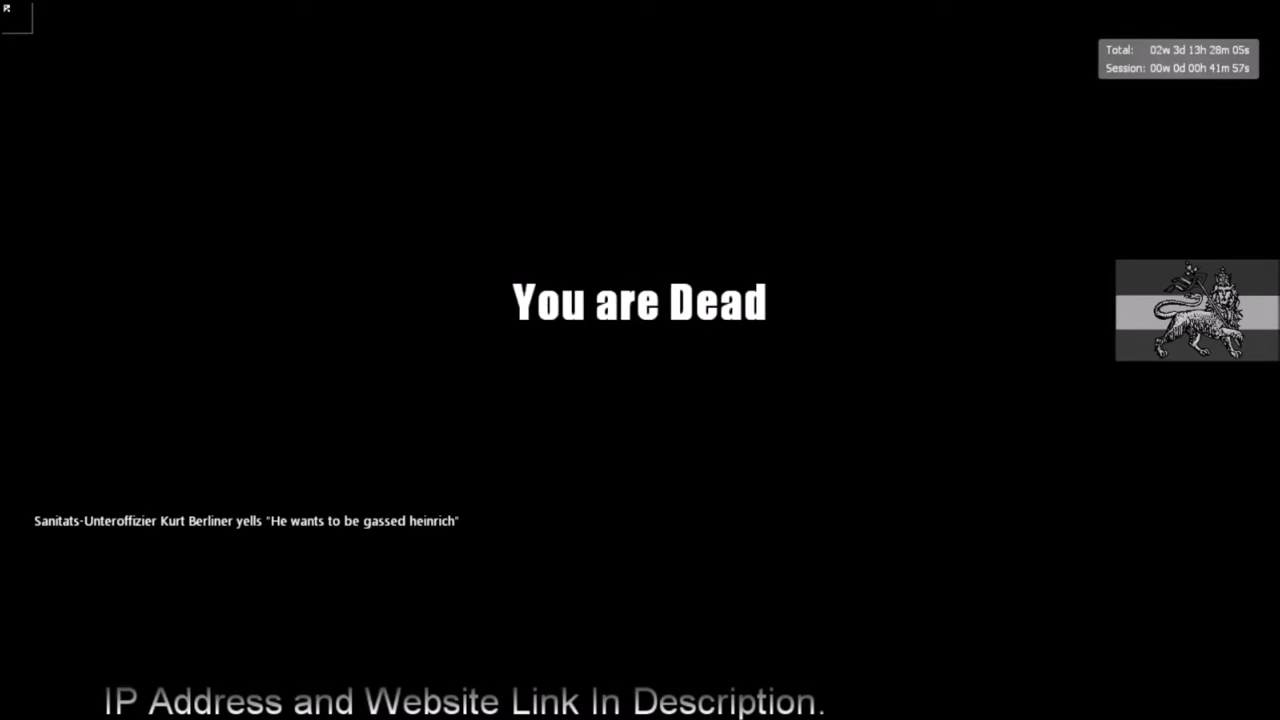 Total: 02w 3d 13h 28m 05s
Session: 00w 0d 00h 41m 57s
You are Dead
Sanitats-Unteroffizier Kurt Berliner yells "He wants to be gassed heinrich"
IP Address and Website Link In Description.